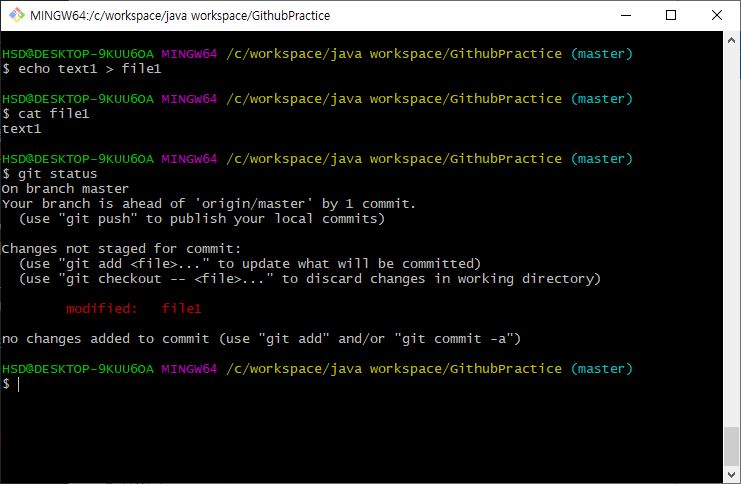 MINGW64:/c/workspace/java workspace/GithubPractice
HSD@DESKTOP-9KUU6OA MINGW64 /c/workspace/java workspace/GithubPractice (master)
$ echo text1 > file1
HSD@DESKTOP-9KUU6OA MINGW64 /c/workspace/java workspace/GithubPractice (master)
$ cat file1
text1
HSD@DESKTOP-9KUU6OA MINGW64 /c/workspace/java workspace/GithubPractice (master)
$ git status
On branch master
Your branch is ahead of 'origin/master' by 1 commit.
  (use "git push" to publish your local commits)
Changes not staged for commit:
  (use "git add <file>..." to update what will be committed)
  (use "git checkout -- <file>..." to discard changes in working directory)
        modified:   file1
no changes added to commit (use "git add" and/or "git commit -a")
HSD@DESKTOP-9KUU6OA MINGW64 /c/workspace/java workspace/GithubPractice (master)
$